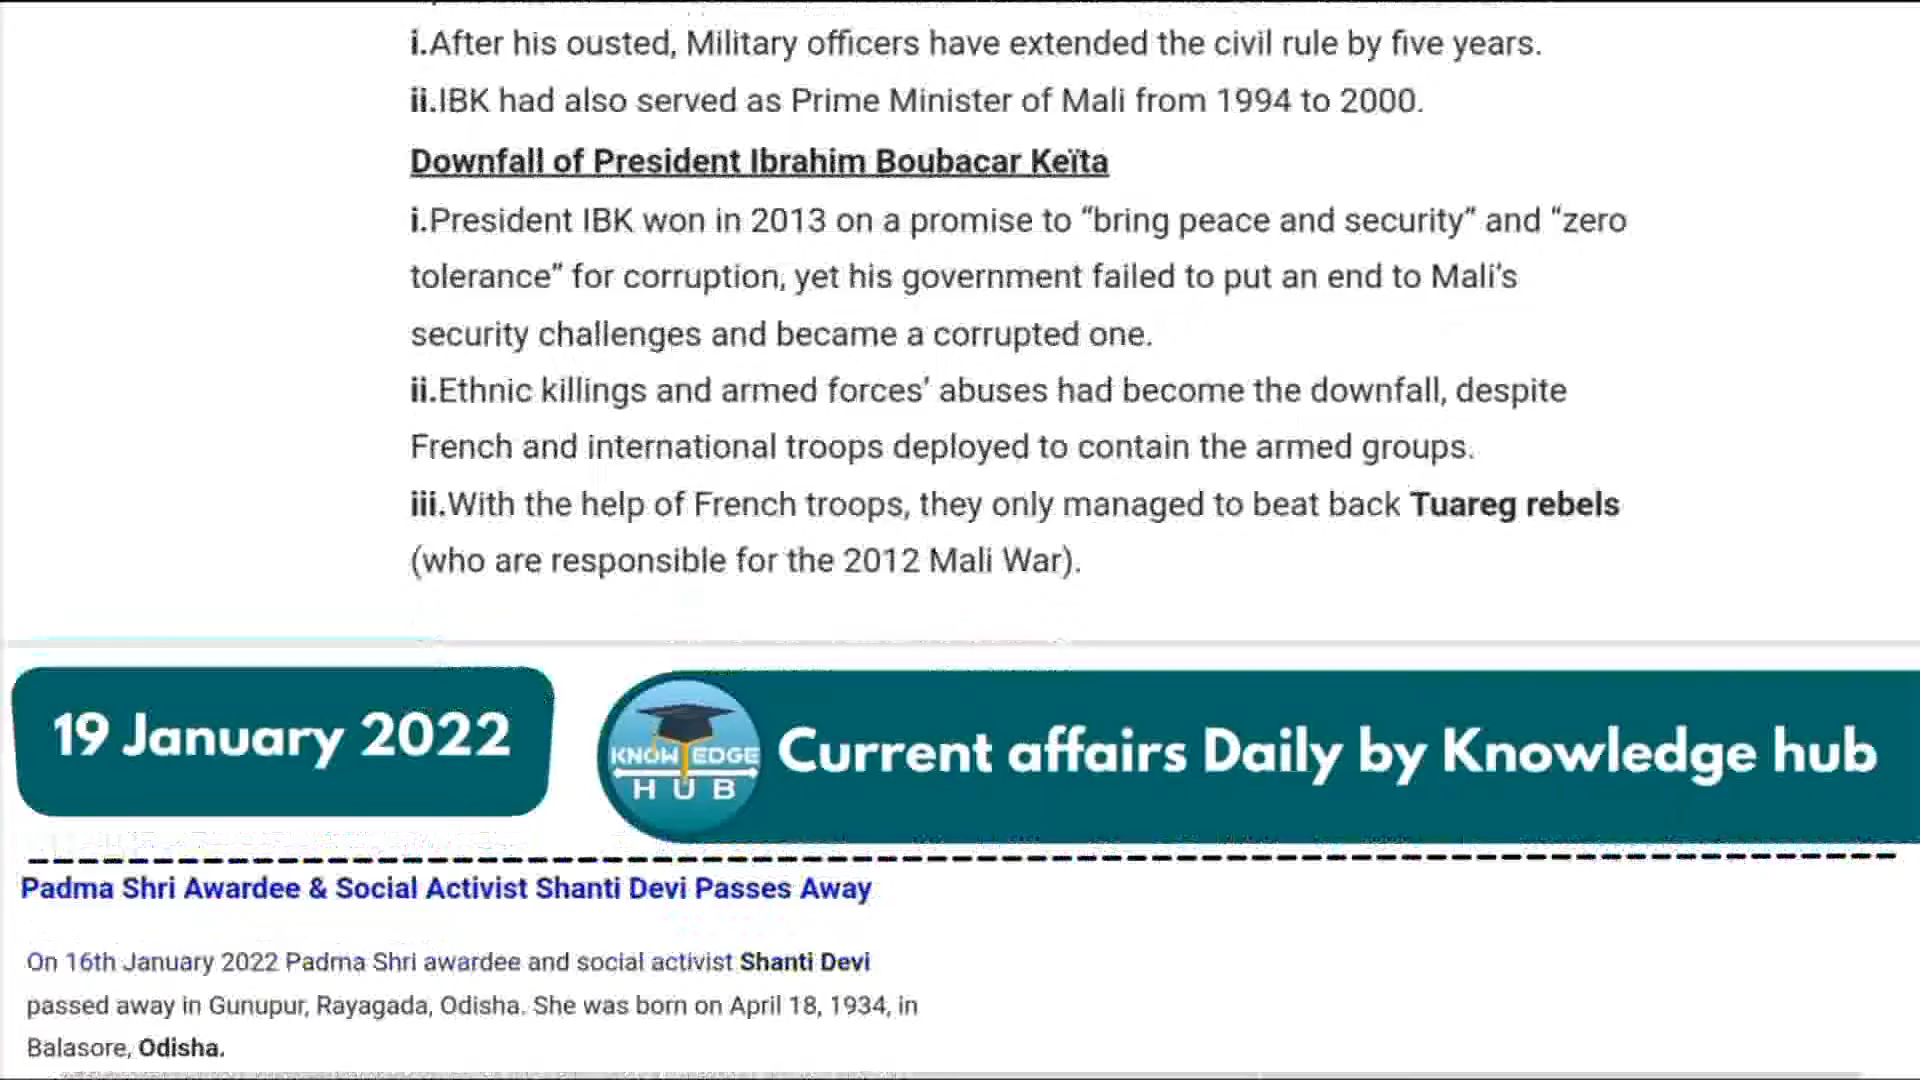 i.After his ousted, Military officers have extended the civil rule by five years.
ii.IBK had also served as Prime Minister of Mali from 1994 to 2000.
Downfall of President Ibrahim Boubacar Keïta
i.President IBK won in 2013 on a promise to “bring peace and security” and “zero
tolerance” for corruption, yet his government failed to put an end to Mali’s
security challenges and became a corrupted one.
ii.Ethnic killings and armed forces’ abuses had become the downfall, despite
French and international troops deployed to contain the armed groups.
iii.With the help of French troops, they only managed to beat back Tuareg rebels
(who are responsible for the 2012 Mali War).
19 January 2022
KNOWLEDGE
HUB
Current affairs Daily by Knowledge hub
Padma Shri Awardee & Social Activist Shanti Devi Passes Away
On 16th January 2022 Padma Shri awardee and social activist Shanti Devi
passed away in Gunupur, Rayagada, Odisha. She was born on April 18, 1934, in
Balasore, Odisha.